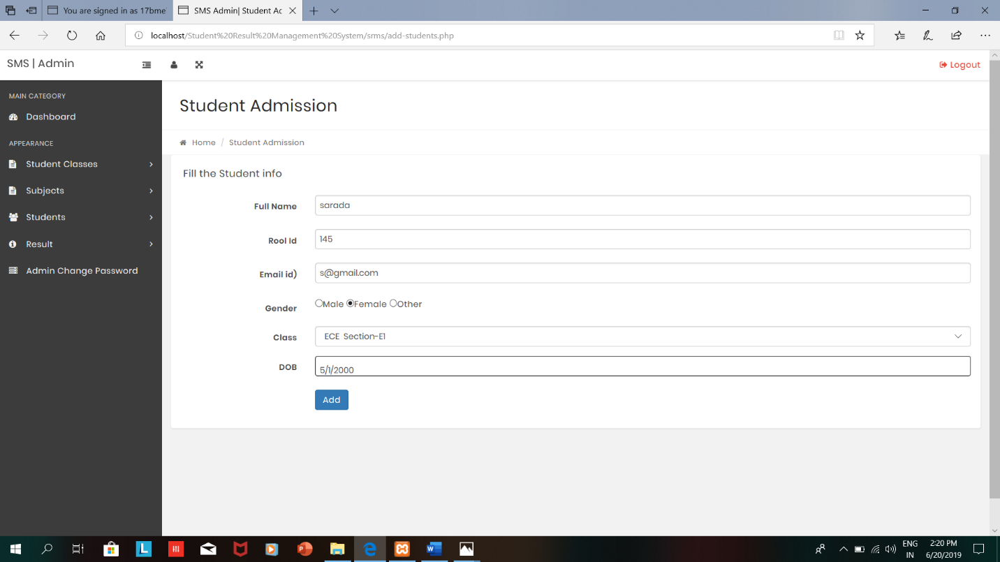 You are signed in as 17bme
SMS Admin| Student Ac
localhost/Student%20Result%20Management%20System/srms/add-students.php
SMS | Admin
Logout
MAIN CATEGORY
Dashboard
APPEARANCE
Student Classes
Subjects
Students
Result
Admin Change Password
Student Admission
Home / Student Admission
Fill the Student info
Full Name sarada
Rool Id 145
Email id) s@gmail.com
Gender Male Female Other
Class ECE Section-E1
DOB 5/1/2000
Add
L
P
W
ENG
IN
2:20 PM
6/20/2019